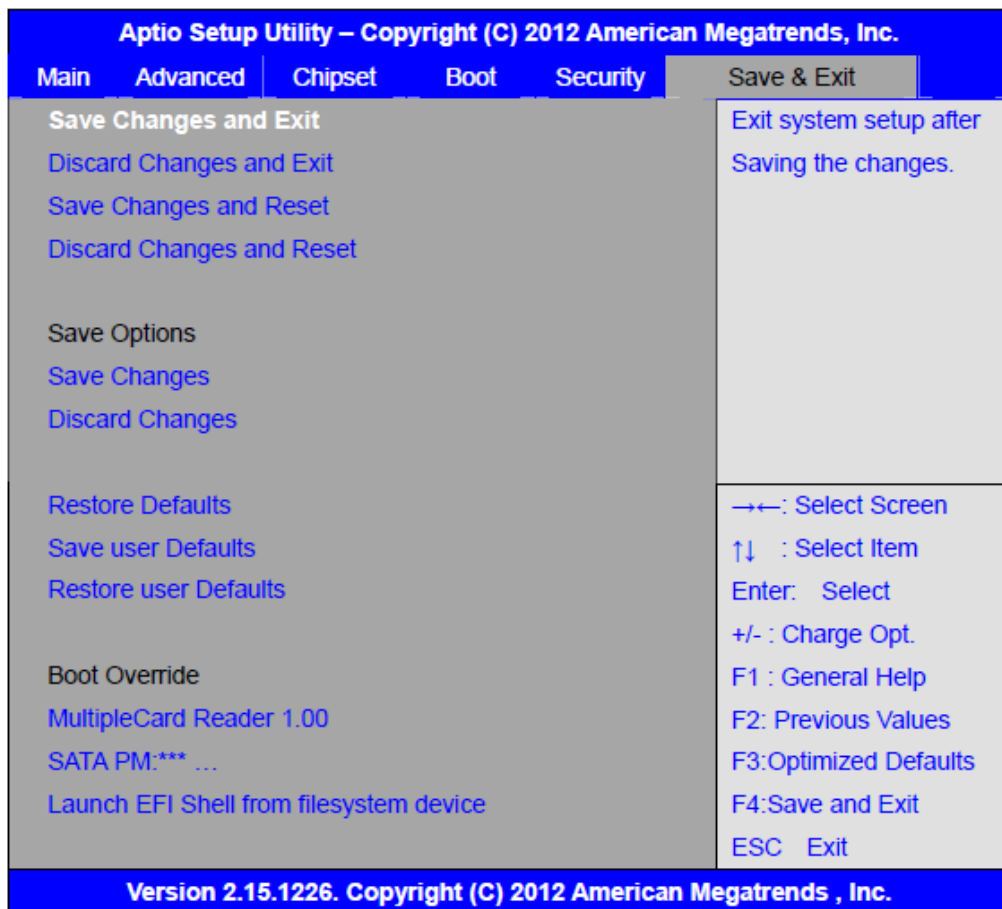 Aptio Setup Utility – Copyright (C) 2012 American Megatrends, Inc.
Main Advanced Chipset Boot Security Save & Exit
Save Changes and Exit
Discard Changes and Exit
Save Changes and Reset
Discard Changes and Reset
Save Options
Save Changes
Discard Changes
Restore Defaults
Save user Defaults
Restore user Defaults
Boot Override
MultipleCard Reader 1.00
SATA PM:*** …
Launch EFI Shell from filesystem device
Exit system setup after
Saving the changes.
→←: Select Screen
↑↓ : Select Item
Enter: Select
+/- : Charge Opt.
F1 : General Help
F2: Previous Values
F3:Optimized Defaults
F4:Save and Exit
ESC Exit
Version 2.15.1226. Copyright (C) 2012 American Megatrends , Inc.